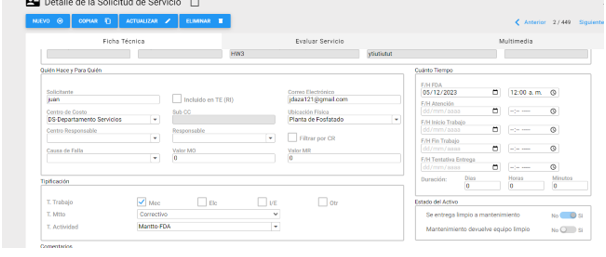 Detalle de la Solicitud de Servicio
NUEVO COPIAR ACTUALIZAR ELIMINAR Anterior 2 / 449 Siguiente
Ficha Técnica Evaluar Servicio Multimedia
HW3 ytiutiutut
Quién Hace y Para Quién
Solicitante
juan
Incluido en TE (RI)
Correo Electrónico
jdaza121@gmail.com
Centro de Costo
DS-Departamento Servicios
Sub CC
Ubicación Física
Planta de Fosfatado
Centro Responsable
Responsable
Filtrar por CR
Causa de Falla
Valor MO
0
Valor MR
0
Cuánto Tiempo
F/H FDA
05/12/2023 12:00 a. m.
F/H Atención
dd/mm/aaaa --:-- ----
F/H Inicio Trabajo
dd/mm/aaaa --:-- ----
F/H Fin Trabajo
dd/mm/aaaa --:-- ----
F/H Tentativa Entrega
dd/mm/aaaa --:-- ----
Duración: Días Horas Minutos
0 0 0
Tipificación
T. Trabajo Mec Elc I/E Otr
T. Mtto Correctivo
T. Actividad Mantto-FDA
Estado del Activo
Se entrega limpio a mantenimiento No Si
Mantenimiento devuelve equipo limpio No Si
Comentarios